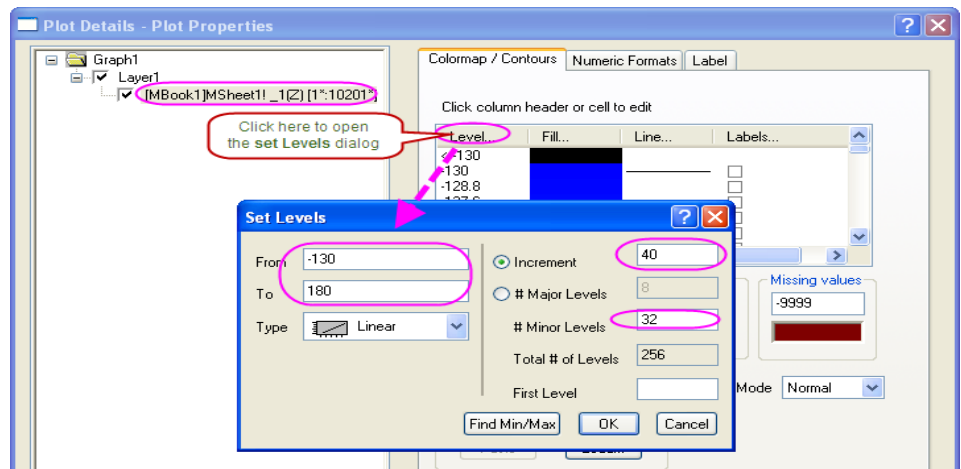 Plot Details - Plot Properties
Graph1
Layer1
[MBook1]MSheet1! _1(Z) [1*:10201*]
Click here to open
the set Levels dialog
Colormap / Contours Numeric Formats Label
Click column header or cell to edit
Level... Fill... Line... Labels...
< -130
-130
-128.8
-127.6
Set Levels
From -130
To 180
Type Linear
Increment 40
# Major Levels 8
# Minor Levels 32
Total # of Levels 256
First Level
Find Min/Max OK Cancel
Missing values
-9999
Mode Normal